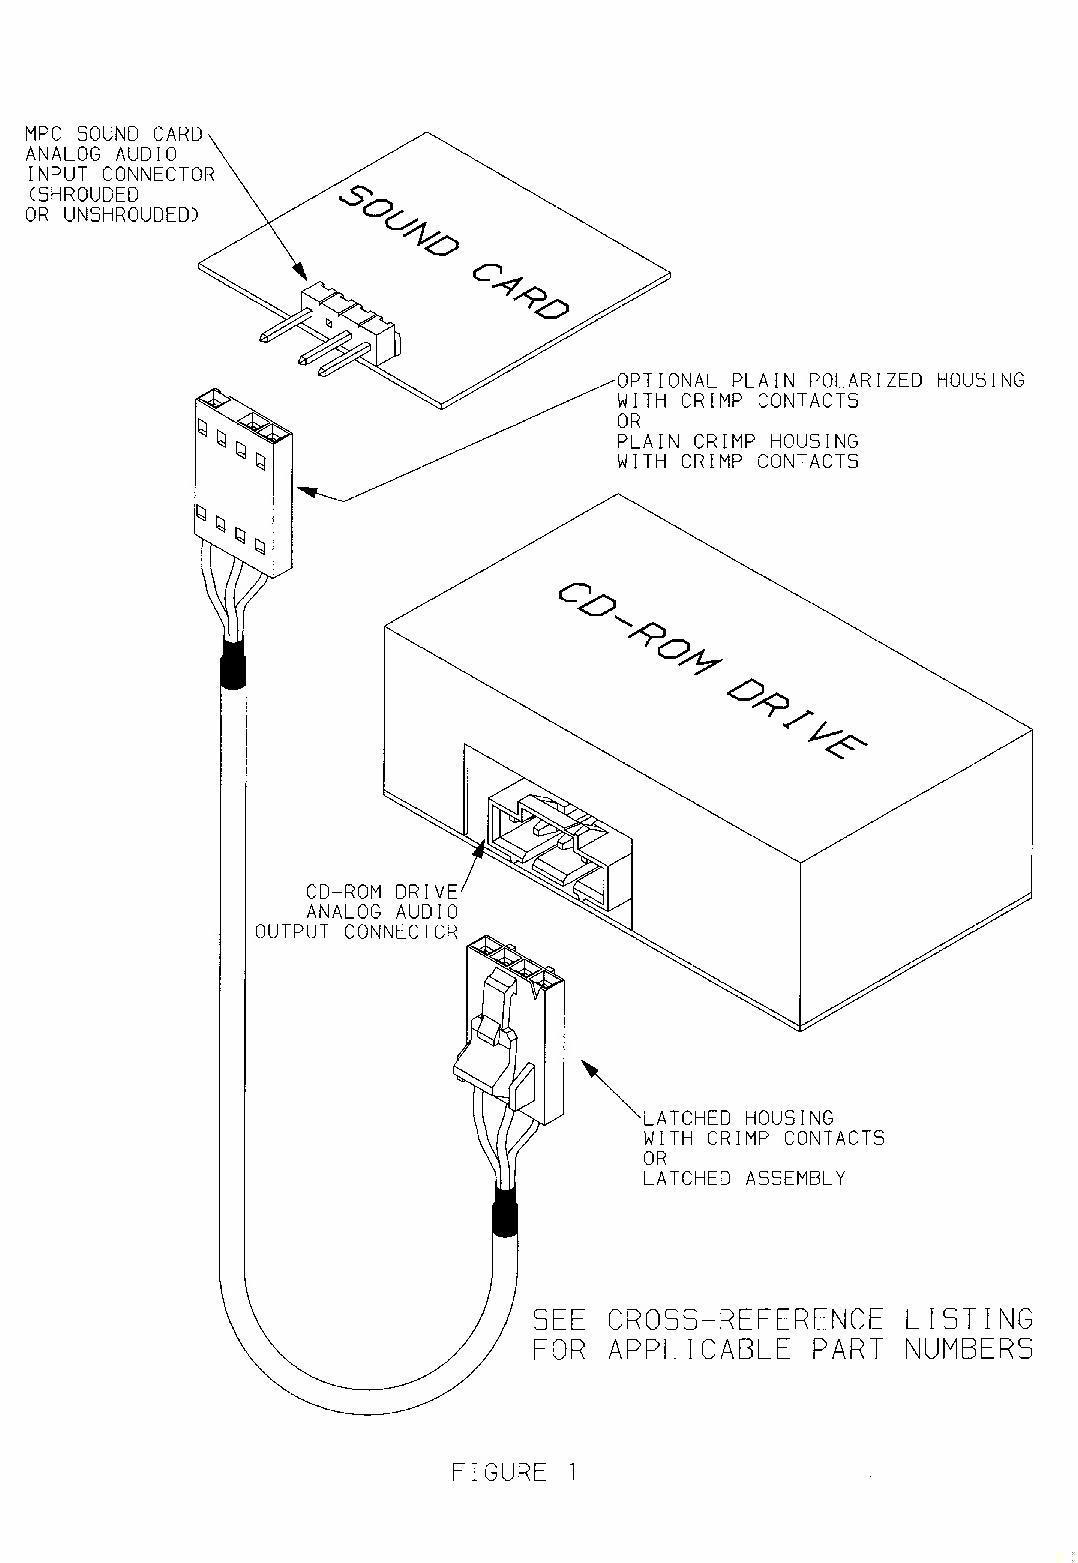 MPC SOUND CARD
ANALOG AUDIO
INPUT CONNECTOR
(SHROUDED
OR UNSHROUDED)
SOUND CARD
OPTIONAL PLAIN POLARIZED HOUSING
WITH CRIMP CONTACTS
OR
PLAIN CRIMP HOUSING
WITH CRIMP CONTACTS
CD-ROM DRIVE
CD-ROM DRIVE
ANALOG AUDIO
OUTPUT CONNECTOR
LATCHED HOUSING
WITH CRIMP CONTACTS
OR
LATCHED ASSEMBLY
SEE CROSS-REFERENCE LISTING
FOR APPLICABLE PART NUMBERS
FIGURE 1